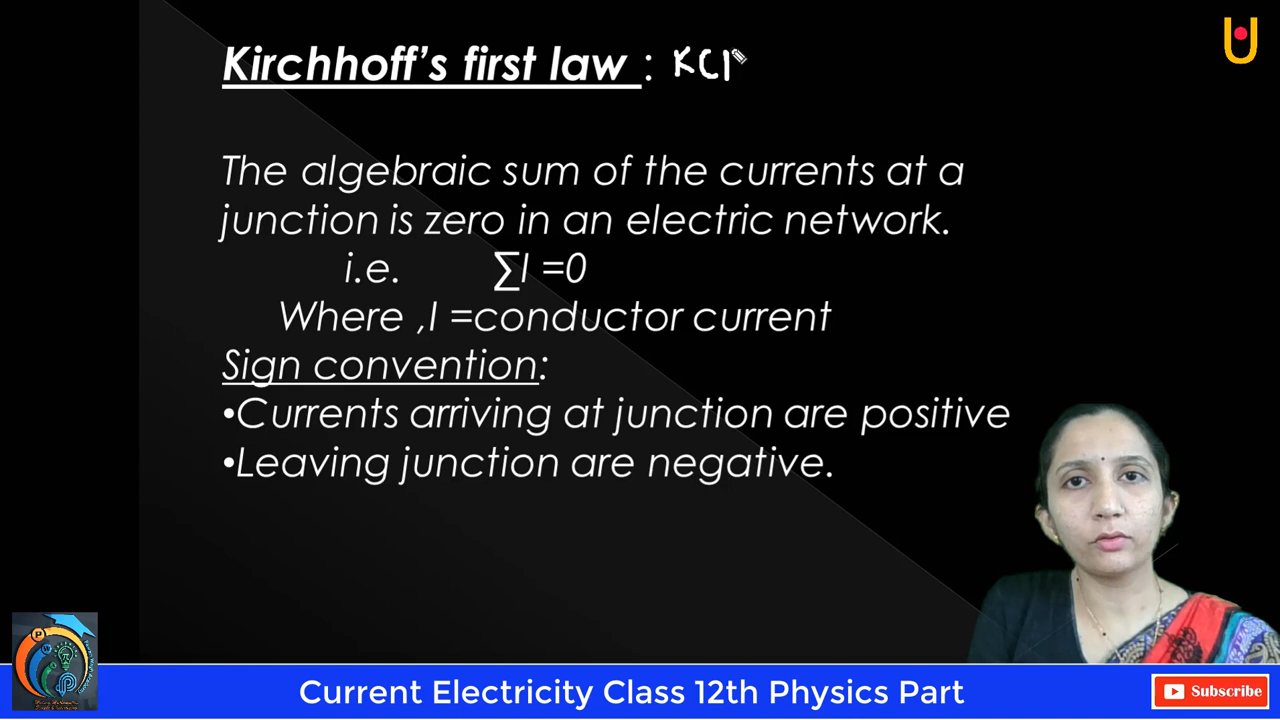 Kirchhoff's first law : KCL
The algebraic sum of the currents at a
junction is zero in an electric network.
i.e. ∑I =0
Where ,I =conductor current
Sign convention:
•Currents arriving at junction are positive
•Leaving junction are negative.
Current Electricity Class 12th Physics Part
Subscribe